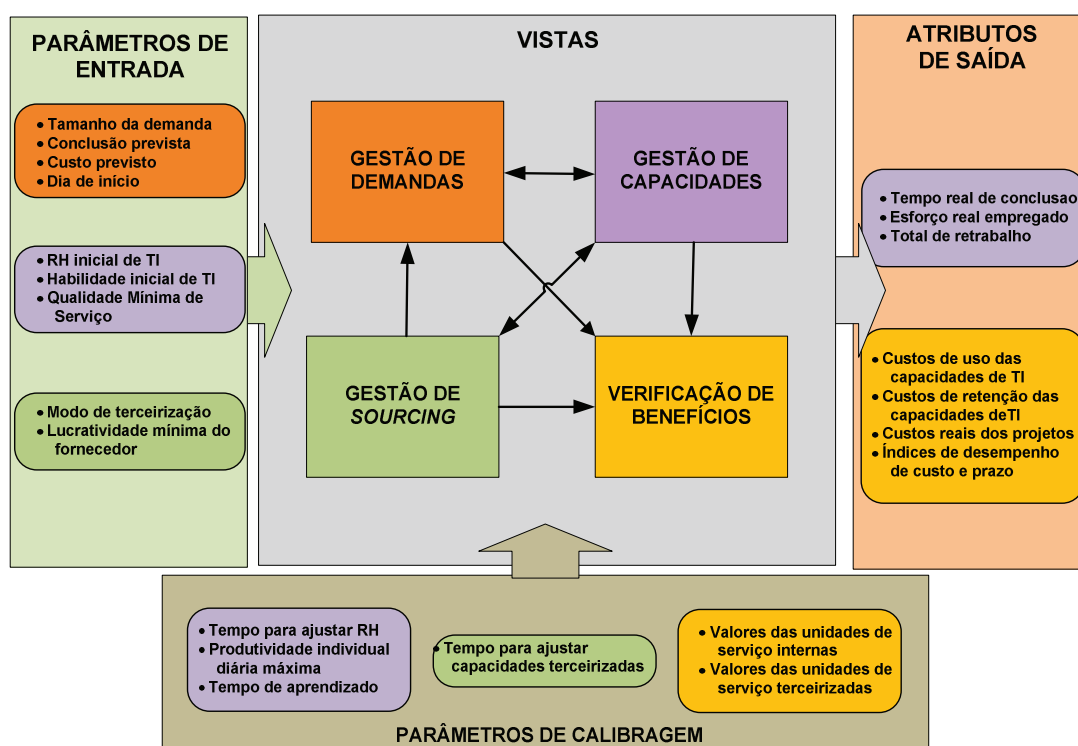 PARÂMETROS DE
ENTRADA
• Tamanho da demanda
• Conclusão prevista
• Custo previsto
• Dia de início
• RH inicial de TI
• Habilidade inicial de TI
• Qualidade Mínima de
Serviço
• Modo de terceirização
• Lucratividade mínima do
fornecedor
VISTAS
GESTÃO DE
DEMANDAS
GESTÃO DE
CAPACIDADES
GESTÃO DE
SOURCING
VERIFICAÇÃO DE
BENEFÍCIOS
ATRIBUTOS
DE SAÍDA
• Tempo real de conclusao
• Esforço real empregado
• Total de retrabalho
• Custos de uso das
capacidades de TI
• Custos de retenção das
capacidades deTI
• Custos reais dos projetos
• Índices de desempenho
de custo e prazo
• Tempo para ajustar RH
• Produtividade individual
diária máxima
• Tempo de aprendizado
• Tempo para ajustar
capacidades terceirizadas
• Valores das unidades de
serviço internas
• Valores das unidades de
serviço terceirizadas
PARÂMETROS DE CALIBRAGEM